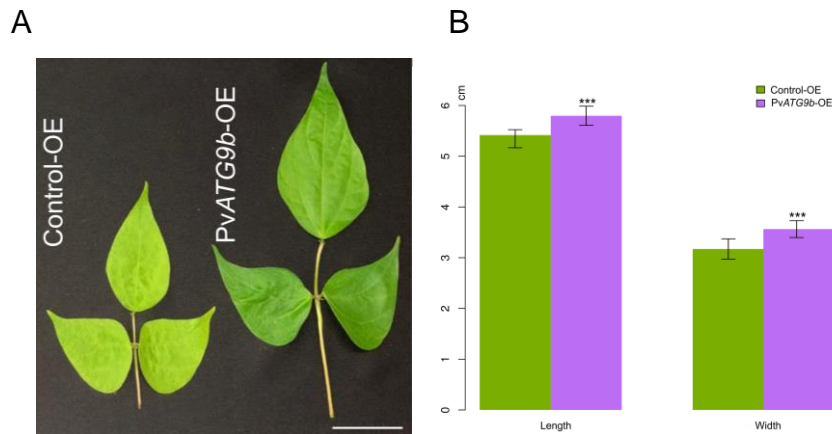 A
B
Control-OE
PvATG9b-OE
cm
Control-OE
PvATG9b-OE
6
5
4
3
2
1
0
***
***
Length
Width